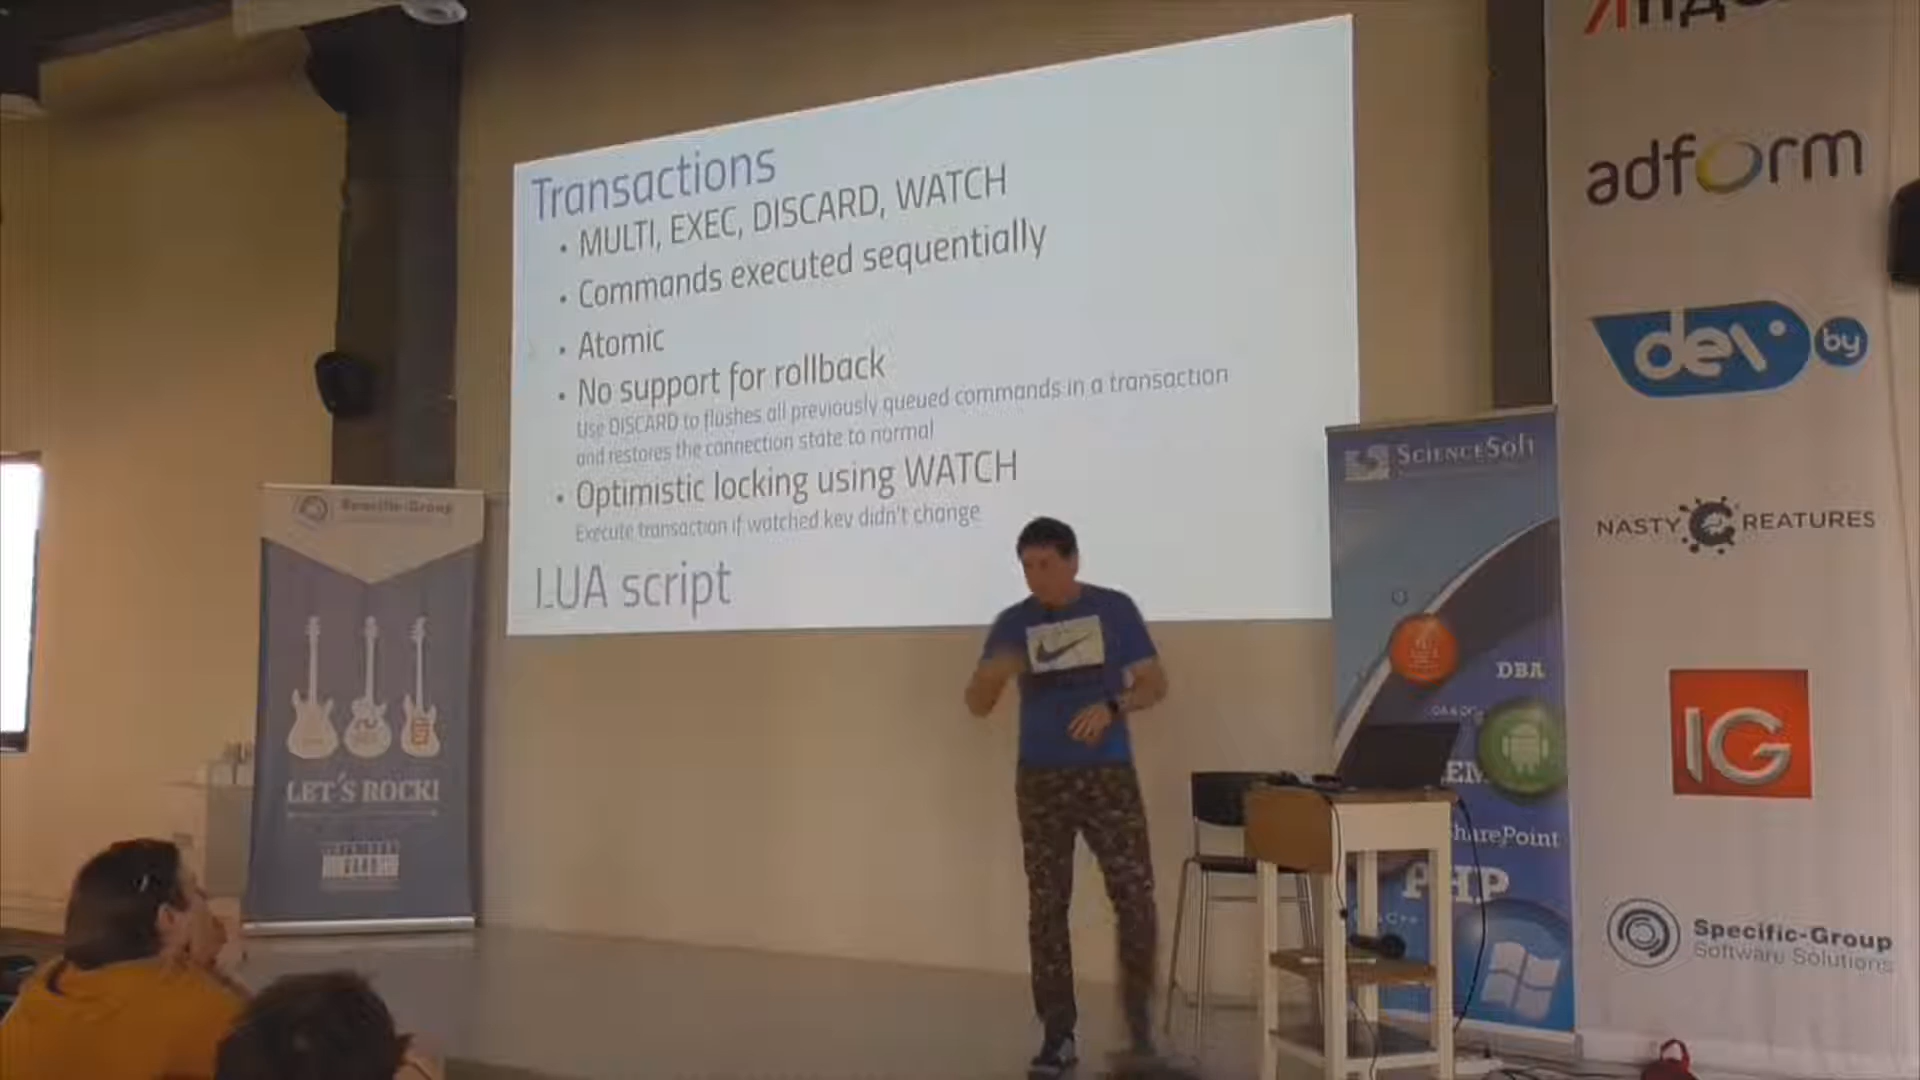 Transactions
• MULTI, EXEC, DISCARD, WATCH
• Commands executed sequentially
• Atomic
• No support for rollback
Use DISCARD to flushes all previously queued commands in a transaction
and restores the connection state to normal
• Optimistic locking using WATCH
Execute transaction if watched key didn't change
LUA script
Specific-Group
LET'S ROCK!
SCIENCESOFT
DBA
SharePoint
PHP
adform
dev by
NASTY CREATURES
IG
Specific-Group
Software Solutions